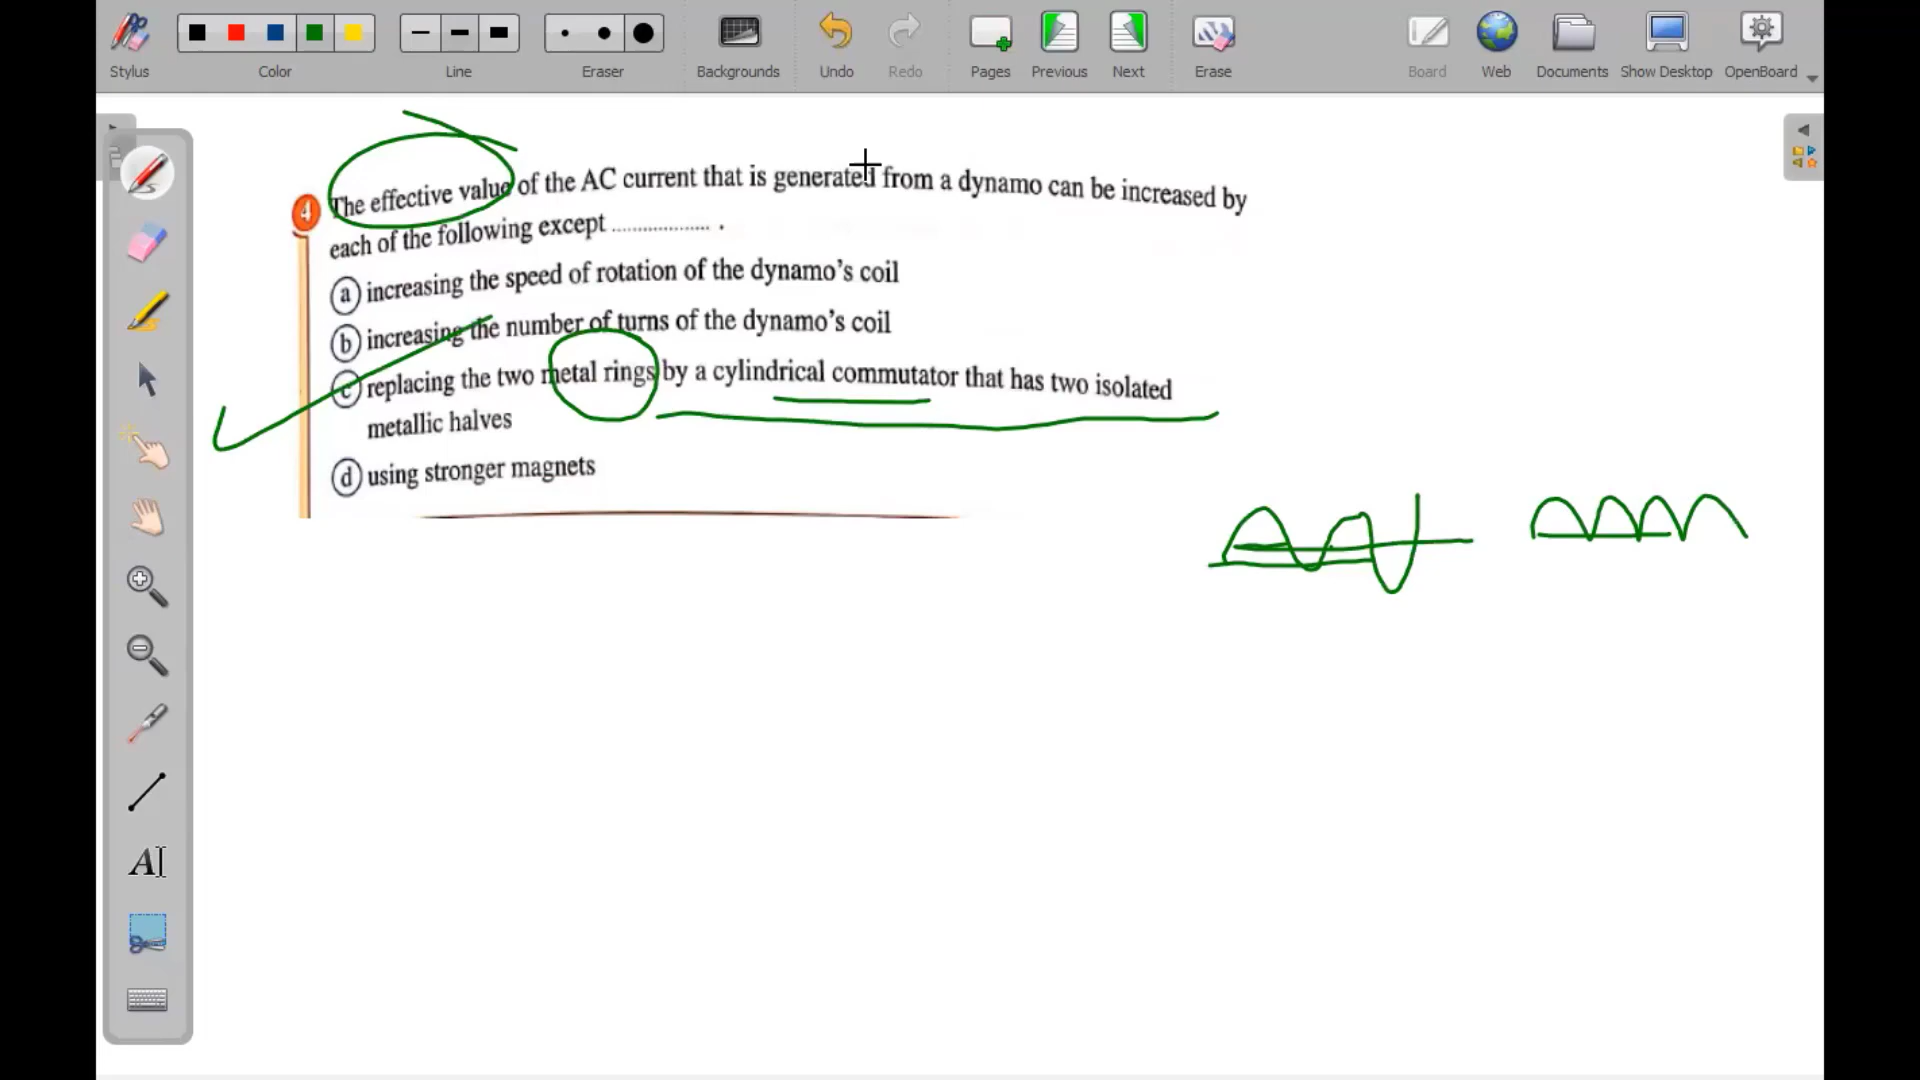 Stylus
Color
Line
Eraser
Backgrounds
Undo
Redo
Pages
Previous
Next
Erase
Board
Web
Documents
Show Desktop
OpenBoard
4 The effective value of the AC current that is generated from a dynamo can be increased by
each of the following except .................... .
a increasing the speed of rotation of the dynamo's coil
b increasing the number of turns of the dynamo's coil
c replacing the two metal rings by a cylindrical commutator that has two isolated
metallic halves
d using stronger magnets